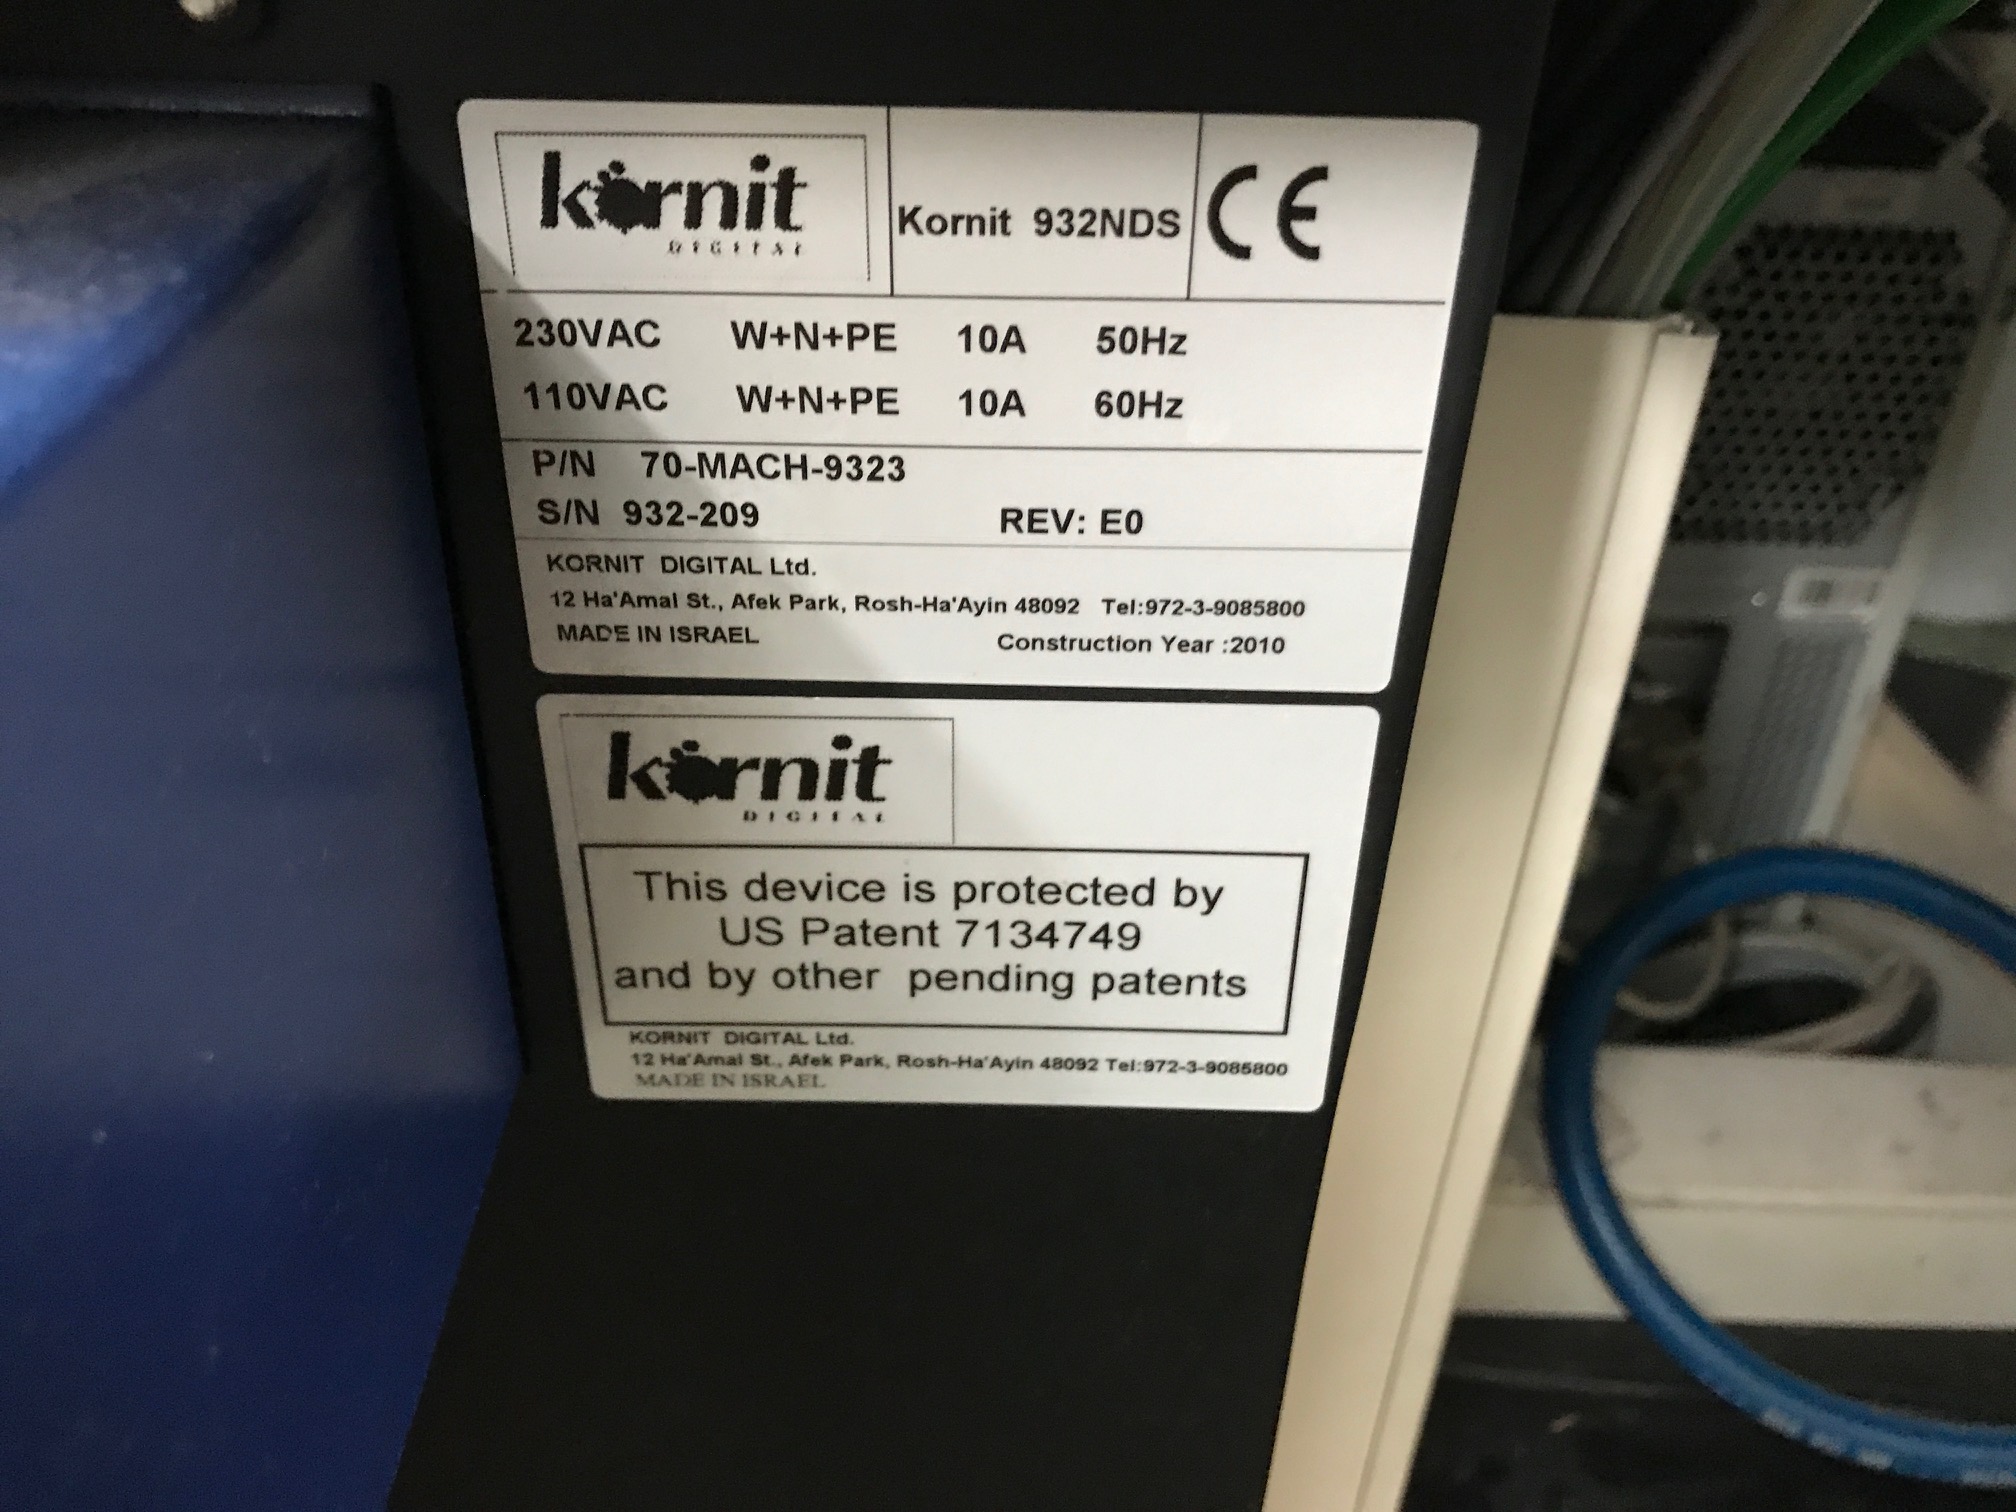 kornit
DIGITAL
Kornit 932NDS
CE
230VAC W+N+PE 10A 50Hz
110VAC W+N+PE 10A 60Hz
P/N 70-MACH-9323
S/N 932-209 REV: E0
KORNIT DIGITAL Ltd.
12 Ha'Amal St., Afek Park, Rosh-Ha'Ayin 48092 Tel:972-3-9085800
MADE IN ISRAEL Construction Year :2010
kornit
DIGITAL
This device is protected by
US Patent 7134749
and by other pending patents
KORNIT DIGITAL Ltd.
12 Ha'Amal St., Afek Park, Rosh-Ha'Ayin 48092 Tel:972-3-9085800
MADE IN ISRAEL